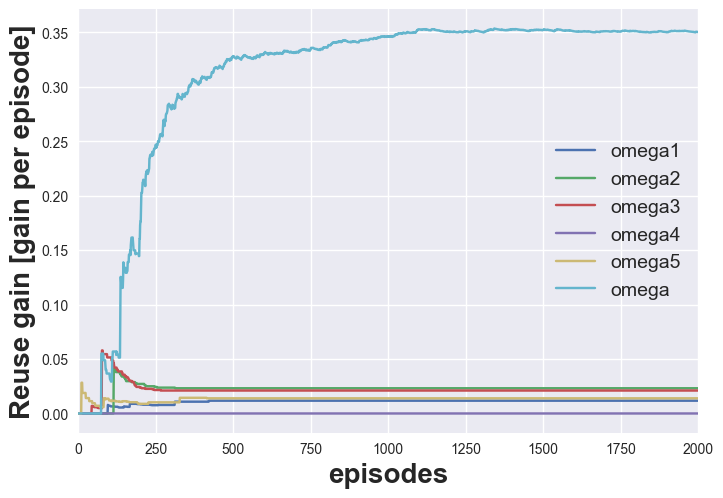 Reuse gain [gain per episode]
0.35
0.30
0.25
0.20
0.15
0.10
0.05
0.00
omega1
omega2
omega3
omega4
omega5
omega
0 250 500 750 1000 1250 1500 1750 2000
episodes